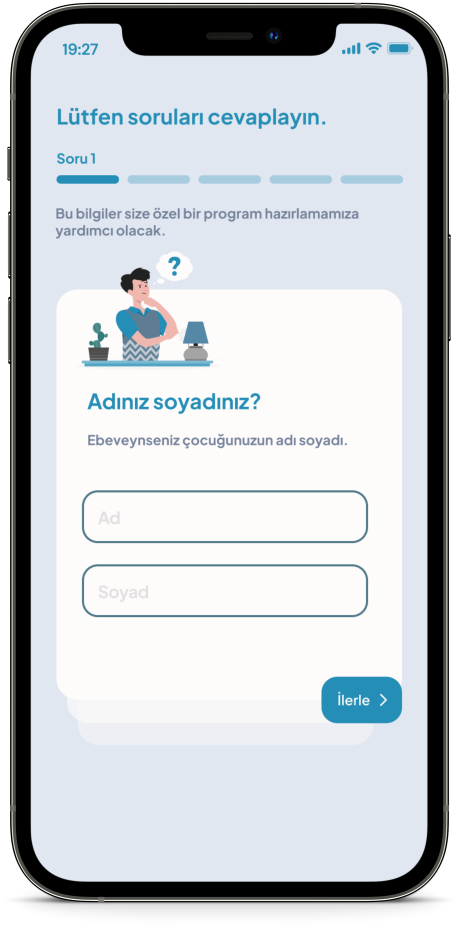 19:27
Lütfen soruları cevaplayın.
Soru 1
Bu bilgiler size özel bir program hazırlamamıza
yardımcı olacak.
?
Adınız soyadınız?
Ebeveynseniz çocuğunuzun adı soyadı.
Ad
Soyad
İlerle